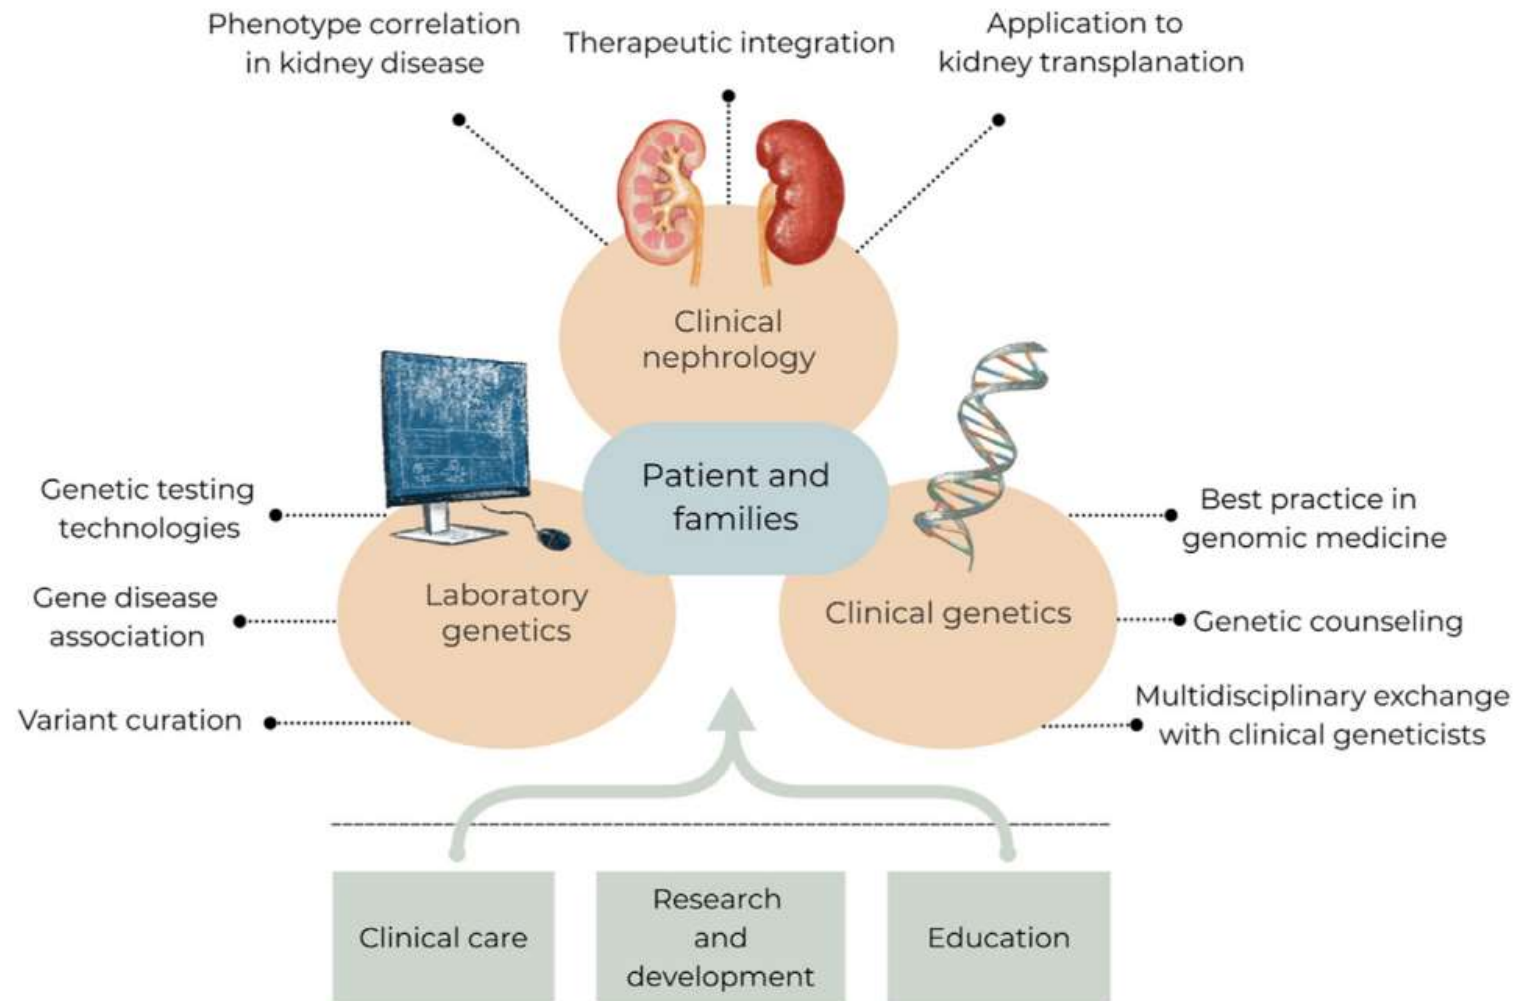 Phenotype correlation
in kidney disease
Therapeutic integration
Application to
kidney transplanation
Clinical
nephrology
Patient and
families
Genetic testing
technologies
Gene disease
association
Variant curation
Laboratory
genetics
Clinical genetics
Best practice in
genomic medicine
Genetic counseling
Multidisciplinary exchange
with clinical geneticists
Clinical care
Research
and
development
Education